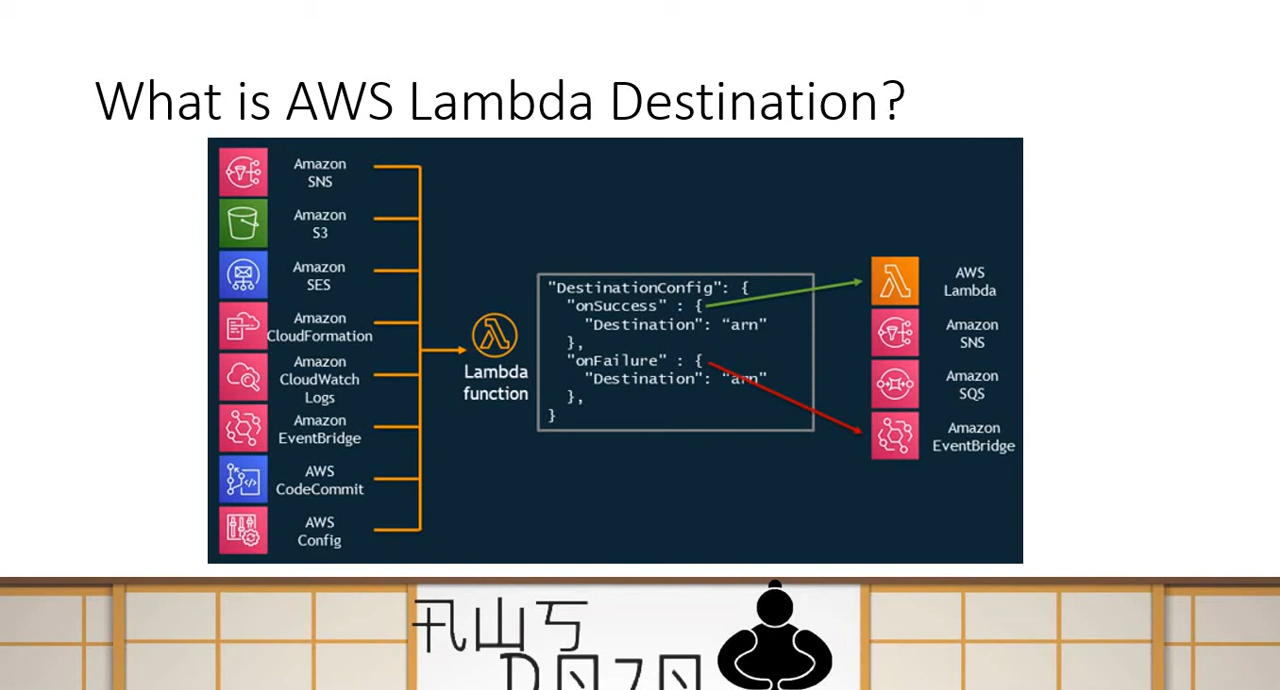 What is AWS Lambda Destination?
Amazon
SNS
Amazon
S3
Amazon
SES
Amazon
CloudFormation
Amazon
CloudWatch
Logs
Amazon
EventBridge
AWS
CodeCommit
AWS
Config
Lambda
function
"DestinationConfig": {
"onSuccess" : {
"Destination": “arn”
},
"onFailure" : {
"Destination": “arn”
},
}
AWS
Lambda
Amazon
SNS
Amazon
SQS
Amazon
EventBridge